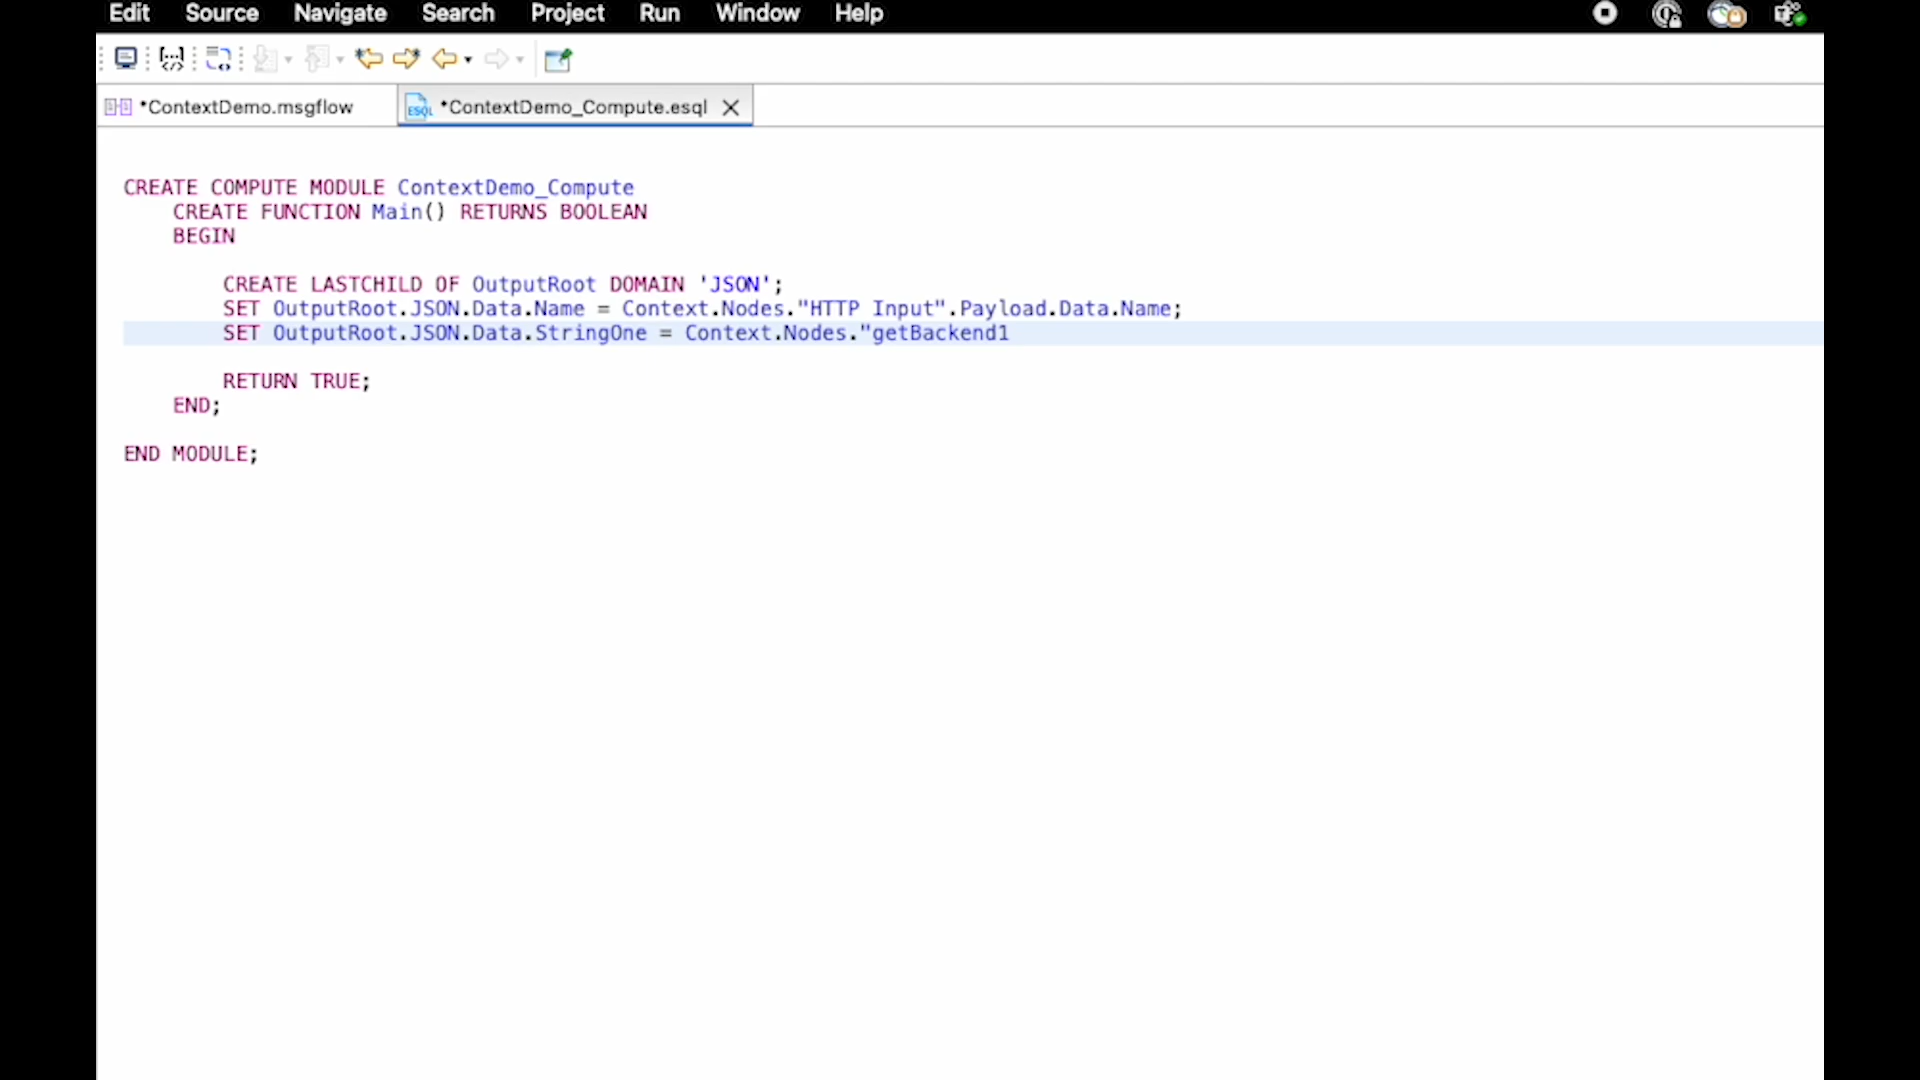 Edit Source Navigate Search Project Run Window Help
*ContextDemo.msgflow *ContextDemo_Compute.esql
CREATE COMPUTE MODULE ContextDemo_Compute
CREATE FUNCTION Main() RETURNS BOOLEAN
BEGIN
CREATE LASTCHILD OF OutputRoot DOMAIN 'JSON';
SET OutputRoot.JSON.Data.Name = Context.Nodes."HTTP Input".Payload.Data.Name;
SET OutputRoot.JSON.Data.StringOne = Context.Nodes."getBackend1
RETURN TRUE;
END;
END MODULE;